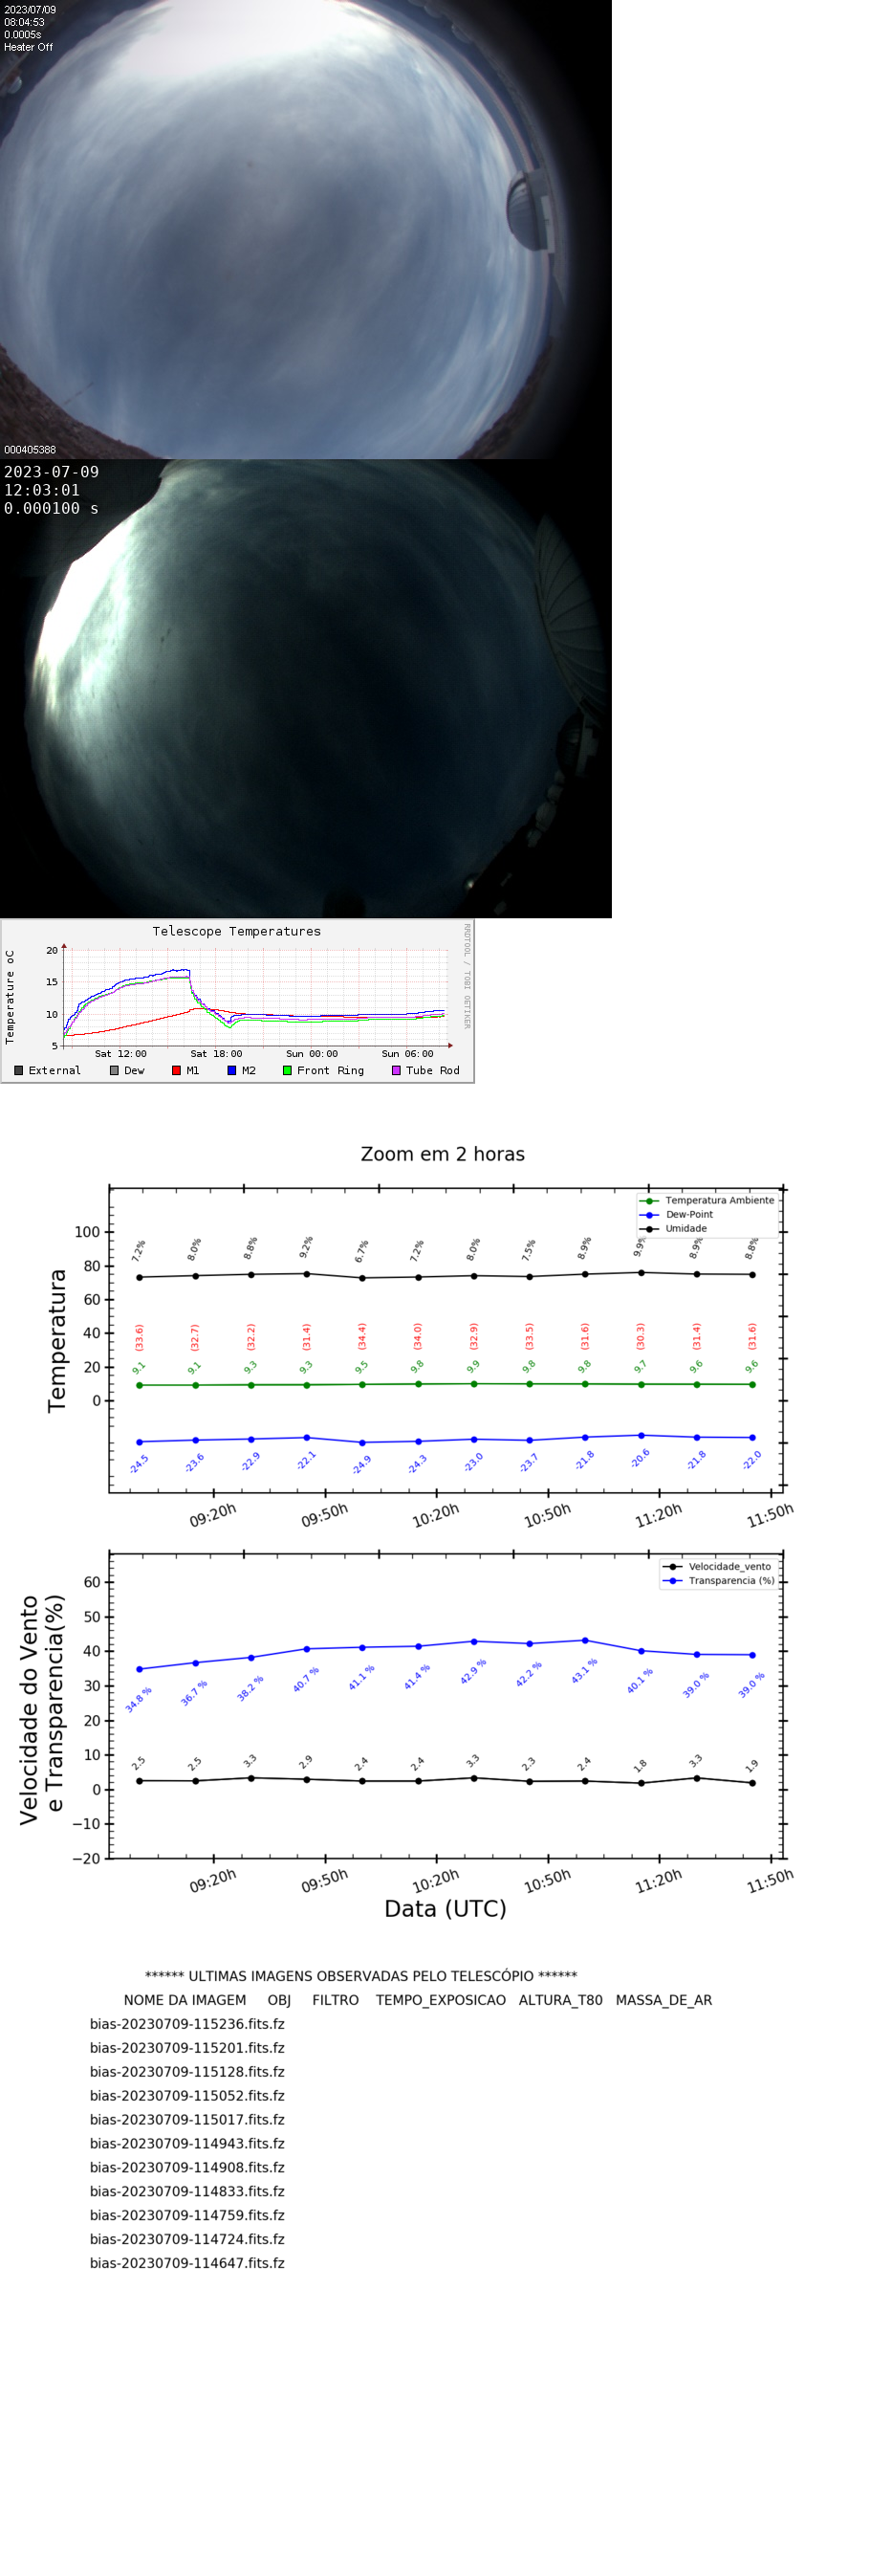 2023/07/09
08:04:53
0.0005s
Heater Off
000405388
2023-07-09
12:03:01
0.000100 s
Telescope Temperatures
RRDTOOL / TOBI OETIKER
Temperature oC
20
15
10
5
Sat 12:00 Sat 18:00 Sun 00:00 Sun 06:00
External Dew M1 M2 Front Ring Tube Rod
Zoom em 2 horas
Temperatura Ambiente
Dew-Point
Umidade
Temperatura
100
80
60
40
20
0
7.2% 8.0% 8.8% 9.2% 6.7% 7.2% 8.0% 7.5% 8.9% 9.9% 8.9% 8.8%
(33.6) (32.7) (32.2) (31.4) (34.4) (34.0) (32.9) (33.5) (31.6) (30.3) (31.4) (31.6)
9.1 9.1 9.3 9.3 9.5 9.8 9.9 9.8 9.8 9.7 9.6 9.6
-24.5 -23.6 -22.9 -22.1 -24.9 -24.3 -23.0 -23.7 -21.8 -20.6 -21.8 -22.0
09:20h 09:50h 10:20h 10:50h 11:20h 11:50h
Velocidade_vento
Transparencia (%)
Velocidade do Vento
e Transparencia(%)
60
50
40
30
20
10
0
−10
−20
34.8 % 36.7 % 38.2 % 40.7 % 41.1 % 41.4 % 42.9 % 42.2 % 43.1 % 40.1 % 39.0 % 39.0 %
2.5 2.5 3.3 2.9 2.4 2.4 3.3 2.3 2.4 1.8 3.3 1.9
09:20h 09:50h 10:20h 10:50h 11:20h 11:50h
Data (UTC)
****** ULTIMAS IMAGENS OBSERVADAS PELO TELESCÓPIO ******
NOME DA IMAGEM OBJ FILTRO TEMPO_EXPOSICAO ALTURA_T80 MASSA_DE_AR
bias-20230709-115236.fits.fz
bias-20230709-115201.fits.fz
bias-20230709-115128.fits.fz
bias-20230709-115052.fits.fz
bias-20230709-115017.fits.fz
bias-20230709-114943.fits.fz
bias-20230709-114908.fits.fz
bias-20230709-114833.fits.fz
bias-20230709-114759.fits.fz
bias-20230709-114724.fits.fz
bias-20230709-114647.fits.fz